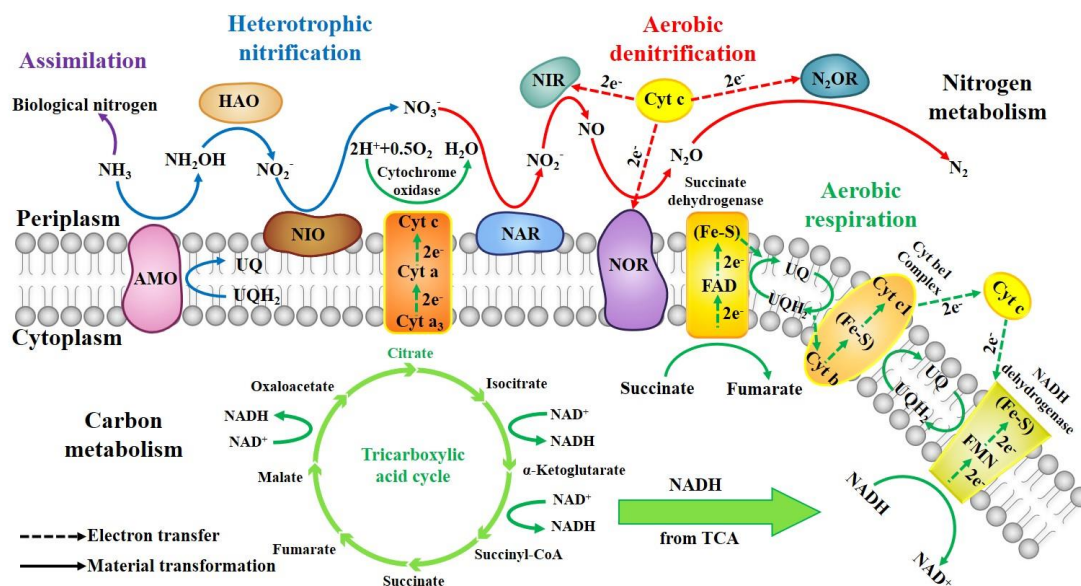 Heterotrophic
nitrification
Aerobic
denitrification
Assimilation
Biological nitrogen
HAO
NH₃
NH₂OH
NO₂⁻
NO₃⁻
2H⁺+0.5O₂
H₂O
Cytochrome
oxidase
NIR
2e⁻
Cyt c
2e⁻
N₂OR
Nitrogen
metabolism
NO₂⁻
NO
2e⁻
N₂O
N₂
Succinate
dehydrogenase
Aerobic
respiration
Periplasm
Cytoplasm
AMO
UQ
UQH₂
NIO
Cyt c
2e⁻
Cyt a
2e⁻
Cyt a₃
NAR
NOR
(Fe-S)
2e⁻
FAD
2e⁻
UQ
UQH₂
Cyt bc1
Complex
Cyt c1
(Fe-S)
Cyt b
2e⁻
Cyt c
2e⁻
UQ
UQH₂
NADH
dehydrogenase
(Fe-S)
2e⁻
FMN
2e⁻
NADH
NAD⁺
Succinate
Fumarate
Carbon
metabolism
Citrate
Isocitrate
NAD⁺
NADH
α-Ketoglutarate
NAD⁺
NADH
Succinyl-CoA
Succinate
Fumarate
Malate
NADH
NAD⁺
Oxaloacetate
Tricarboxylic
acid cycle
NADH
from TCA
Electron transfer
Material transformation